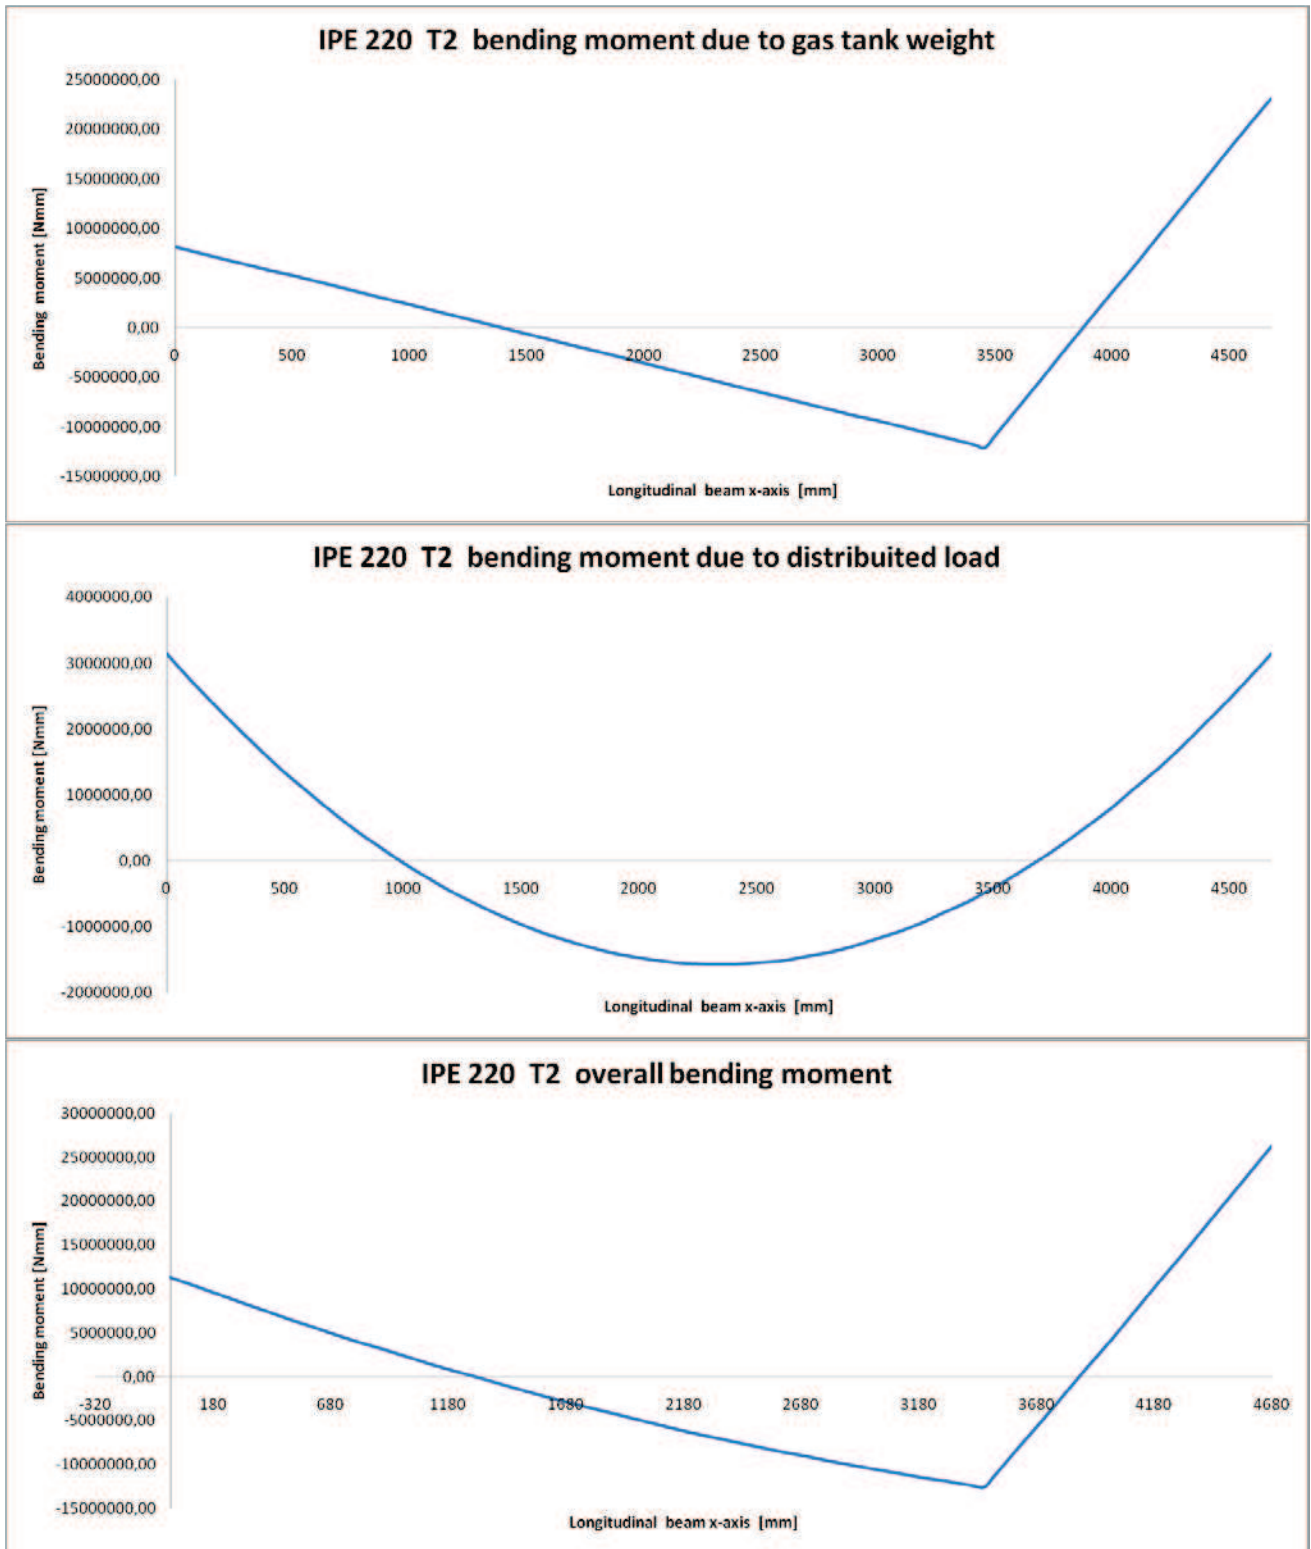 IPE 220 T2 bending moment due to gas tank weight
25000000,00
20000000,00
15000000,00
10000000,00
5000000,00
0,00
-5000000,00
-10000000,00
-15000000,00
Bending moment [Nmm]
0 500 1000 1500 2000 2500 3000 3500 4000 4500
Longitudinal beam x-axis [mm]
IPE 220 T2 bending moment due to distribuited load
4000000,00
3000000,00
2000000,00
1000000,00
0,00
-1000000,00
-2000000,00
Bending moment [Nmm]
0 500 1000 1500 2000 2500 3000 3500 4000 4500
Longitudinal beam x-axis [mm]
IPE 220 T2 overall bending moment
30000000,00
25000000,00
20000000,00
15000000,00
10000000,00
5000000,00
0,00
-5000000,00
-10000000,00
-15000000,00
Bending moment [Nmm]
-320 180 680 1180 1680 2180 2680 3180 3680 4180 4680
Longitudinal beam x-axis [mm]